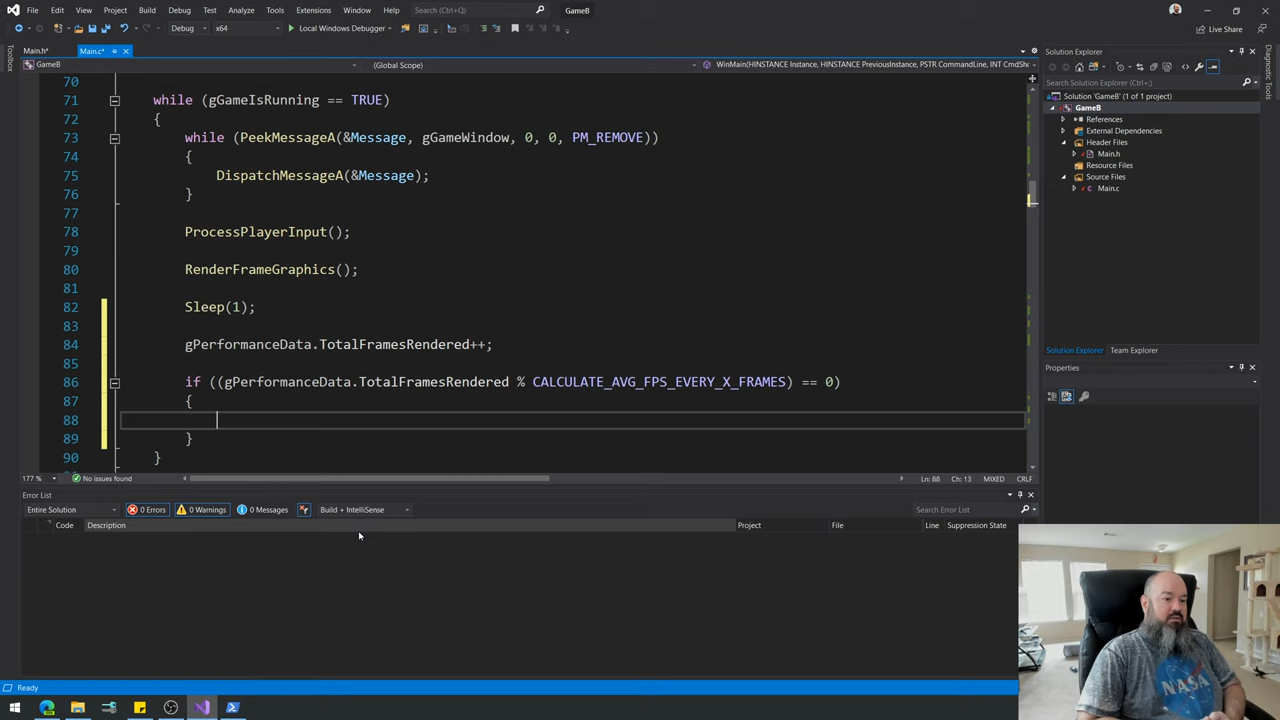 File Edit View Project Build Debug Test Analyze Tools Extensions Window Help Search (Ctrl+Q) GameB
Debug x64 Local Windows Debugger Live Share
Toolbox
Main.h* Main.c*
GameB (Global Scope) WinMain(HINSTANCE Instance, HINSTANCE PreviousInstance, PSTR CommandLine, INT CmdSho
70
71 while (gGameIsRunning == TRUE)
72 {
73 while (PeekMessageA(&Message, gGameWindow, 0, 0, PM_REMOVE))
74 {
75 DispatchMessageA(&Message);
76 }
77
78 ProcessPlayerInput();
79
80 RenderFrameGraphics();
81
82 Sleep(1);
83
84 gPerformanceData.TotalFramesRendered++;
85
86 if ((gPerformanceData.TotalFramesRendered % CALCULATE_AVG_FPS_EVERY_X_FRAMES) == 0)
87 {
88
89 }
90 }
177 % No issues found Ln: 88 Ch: 13 MIXED CRLF
Solution Explorer
Search Solution Explorer (Ctrl+;)
Solution 'GameB' (1 of 1 project)
GameB
References
External Dependencies
Header Files
Main.h
Resource Files
Source Files
Main.c
Solution Explorer Team Explorer
Properties
Diagnostic Tools
Error List
Entire Solution 0 Errors 0 Warnings 0 Messages Build + IntelliSense Search Error List
Code Description Project File Line Suppression State
Ready
NASA